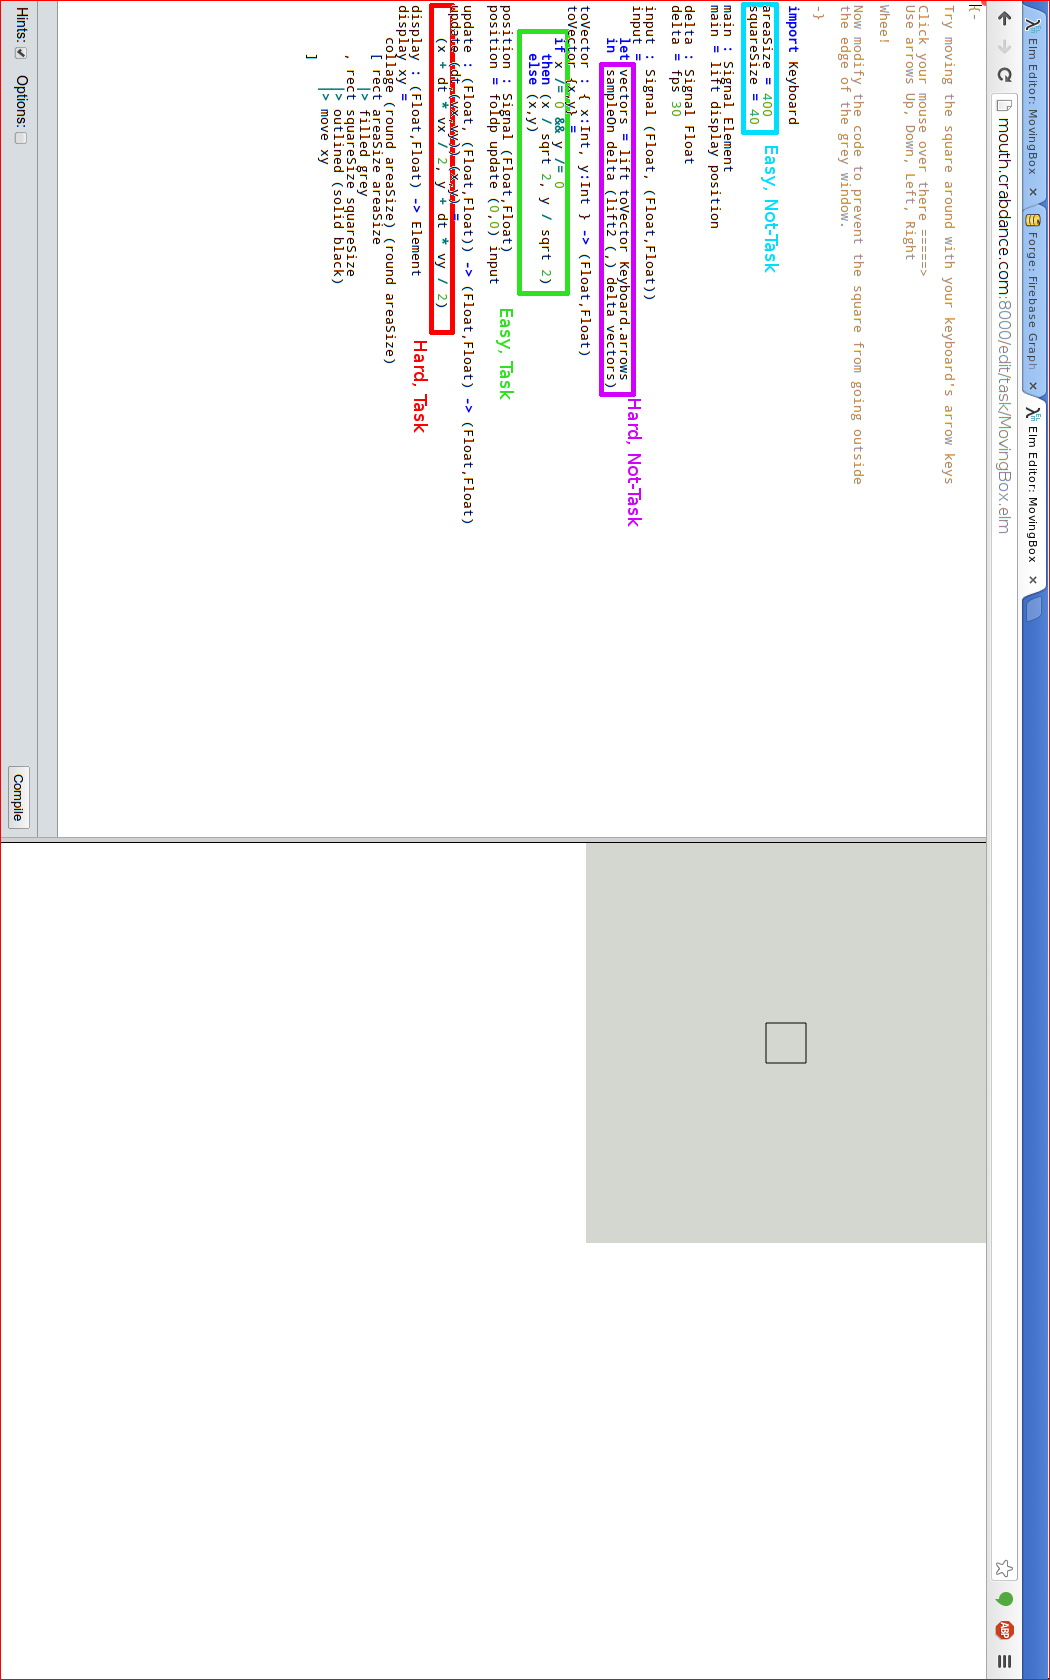 Elm Editor: MovingBox ×
Forge: Firebase Graph ×
Elm Editor: MovingBox ×
mouth.crabdance.com:8000/edit/task/MovingBox.elm
ABP
{-
Try moving the square around with your keyboard's arrow keys
Click your mouse over there =====>
Use arrows Up, Down, Left, Right
Whee!
Now modify the code to prevent the square from going outside
the edge of the grey window.
-}
import Keyboard
areaSize = 400
squareSize = 40
Easy, Not-Task
main : Signal Element
main = lift display position
delta : Signal Float
delta = fps 30
input : Signal (Float, (Float,Float))
input =
let vectors = lift toVector Keyboard.arrows
in sampleOn delta (lift2 (,) delta vectors)
Hard, Not-Task
toVector : { x:Int, y:Int } -> (Float,Float)
toVector {x,y} =
if x /= 0 && y /= 0
then (x / sqrt 2, y / sqrt 2)
else (x,y)
Easy, Task
position : Signal (Float,Float)
position = foldp update (0,0) input
update : (Float, (Float,Float)) -> (Float,Float) -> (Float,Float)
update (dt,(vx,vy)) (x,y) =
(x + dt * vx / 2, y + dt * vy / 2)
Hard, Task
display : (Float,Float) -> Element
display xy =
collage (round areaSize) (round areaSize)
[ rect areaSize areaSize
|> filled grey
, rect squareSize squareSize
|> outlined (solid black)
|> move xy
]
Hints: Options: Compile